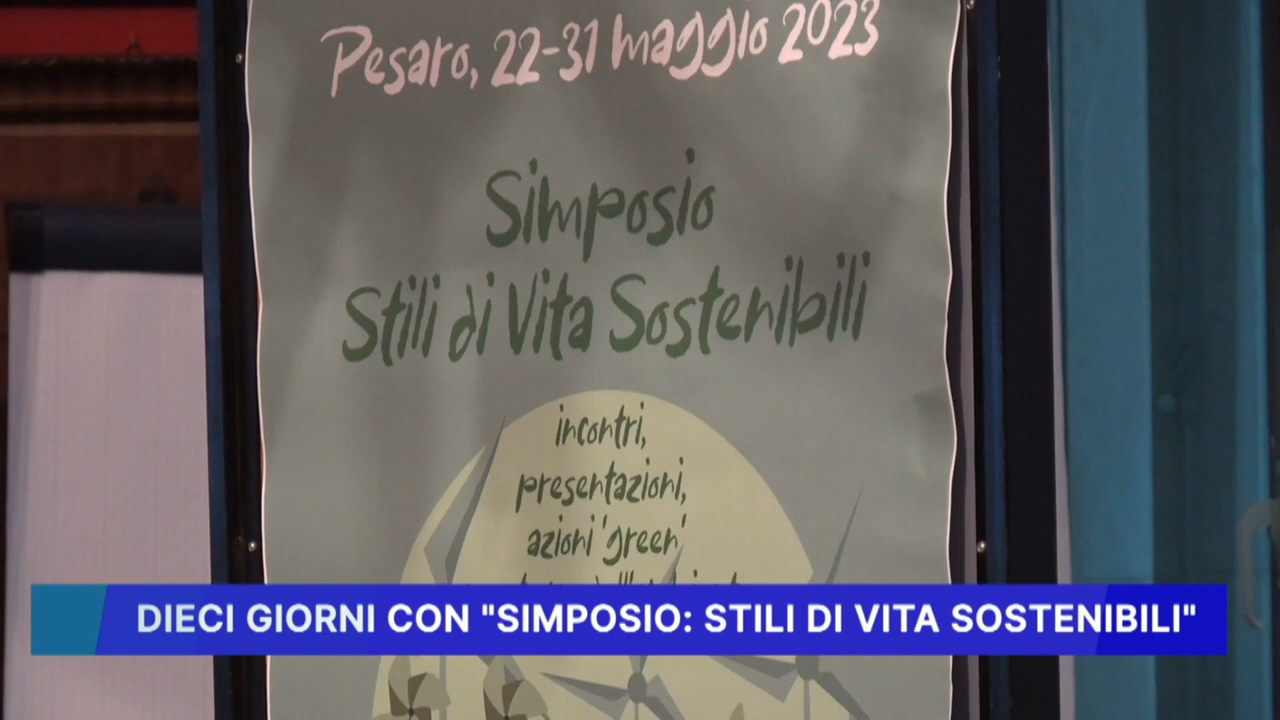 Pesaro, 22-31 maggio 2023
Simposio
Stili di Vita Sostenibili
incontri,
presentazioni,
azioni 'green'
DIECI GIORNI CON "SIMPOSIO: STILI DI VITA SOSTENIBILI"